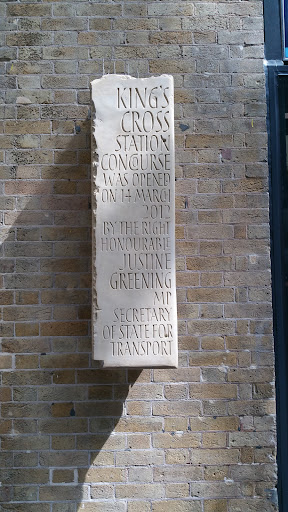 KING'S
CROSS
STATION
CONCOURSE
WAS OPENED
ON 14 MARCH
2012
BY THE RIGHT
HONOURABLE
JUSTINE
GREENING
MP
SECRETARY
OF STATE FOR
TRANSPORT